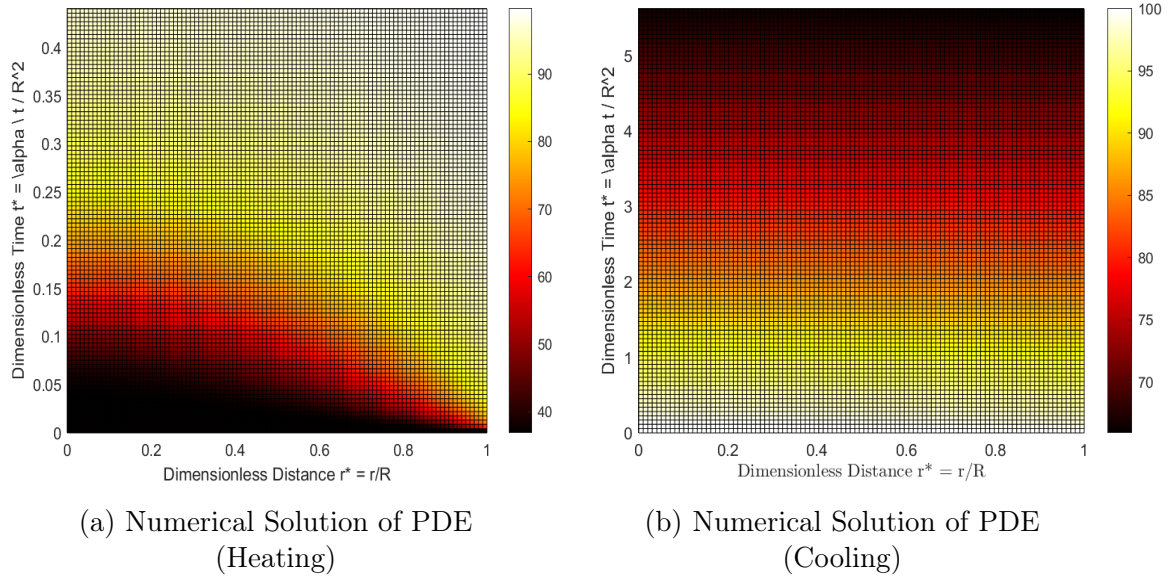 0.4
0.35
0.3
0.25
0.2
0.15
0.1
0.05
0
Dimensionless Time t* = \alpha \ t / R^2
0 0.2 0.4 0.6 0.8 1
Dimensionless Distance r* = r/R
90
80
70
60
50
40
(a) Numerical Solution of PDE
(Heating)
5
4
3
2
1
0
Dimensionless Time t* = \alpha t / R^2
0 0.2 0.4 0.6 0.8 1
Dimensionless Distance r* = r/R
100
95
90
85
80
75
70
(b) Numerical Solution of PDE
(Cooling)